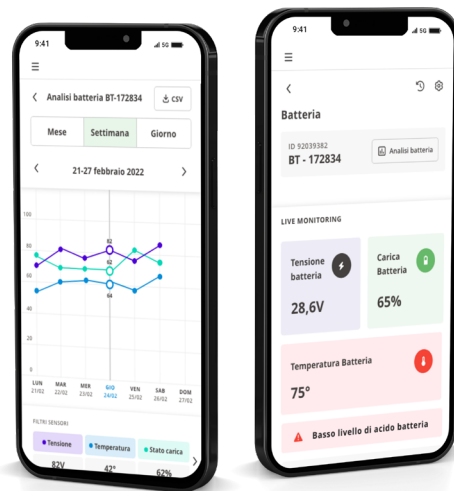 9:41
5G
Analisi batteria BT-172834
CSV
Mese
Settimana
Giorno
21-27 febbraio 2022
100
80
60
40
20
0
82
62
64
LUN
21/02
MAR
22/02
MER
23/02
GIO
24/02
VEN
25/02
SAB
26/02
DOM
27/02
FILTRI SENSORI
Tensione
82V
Temperatura
42°
Stato carica
62%
9:41
5G
Batteria
ID 92039382
BT - 172834
Analisi batteria
LIVE MONITORING
Tensione
batteria
28,6V
Carica
Batteria
65%
Temperatura Batteria
75°
Basso livello di acido batteria